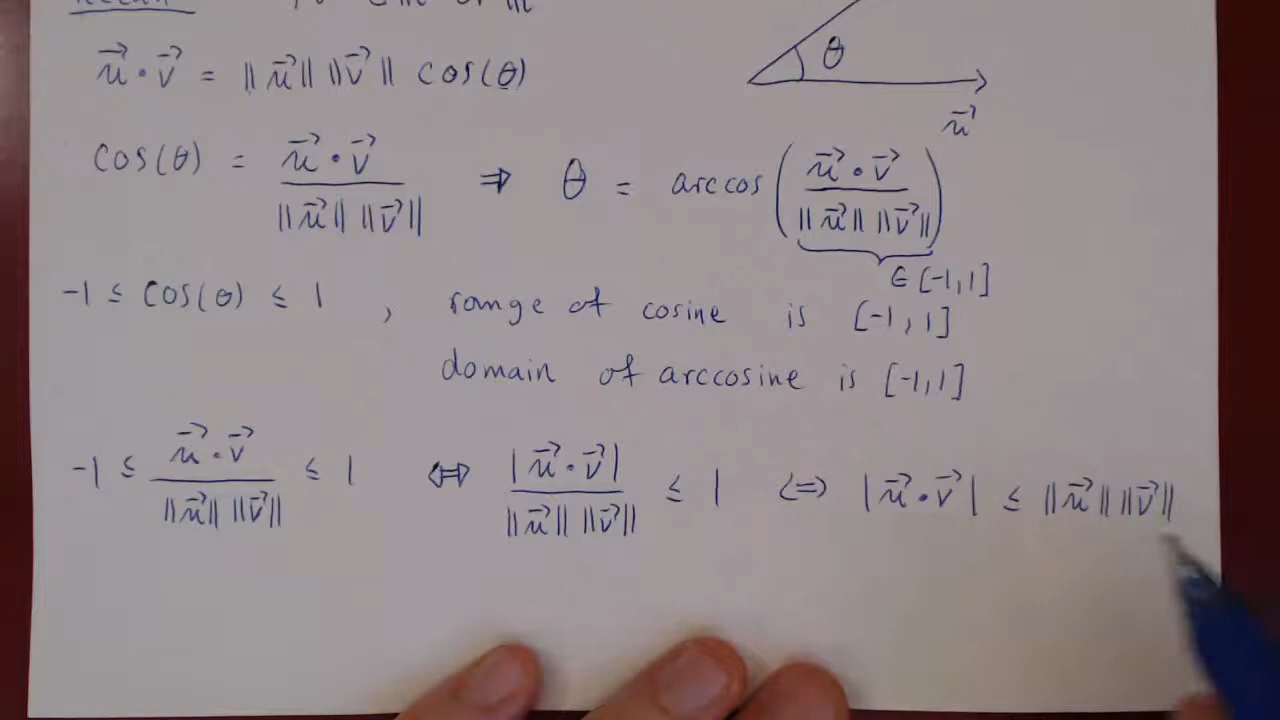 u⃗ · v⃗ = ‖u⃗‖ ‖v⃗‖ cos(θ)
θ
u⃗
cos(θ) = u⃗ · v⃗ / ‖u⃗‖ ‖v⃗‖ ⇒ θ = arccos( u⃗ · v⃗ / ‖u⃗‖ ‖v⃗‖ )
∈ [-1,1]
-1 ≤ cos(θ) ≤ 1 , range of cosine is [-1,1]
domain of arccosine is [-1,1]
-1 ≤ u⃗ · v⃗ / ‖u⃗‖ ‖v⃗‖ ≤ 1 ⇔ |u⃗ · v⃗| / ‖u⃗‖ ‖v⃗‖ ≤ 1 ⇔ |u⃗ · v⃗| ≤ ‖u⃗‖ ‖v⃗‖